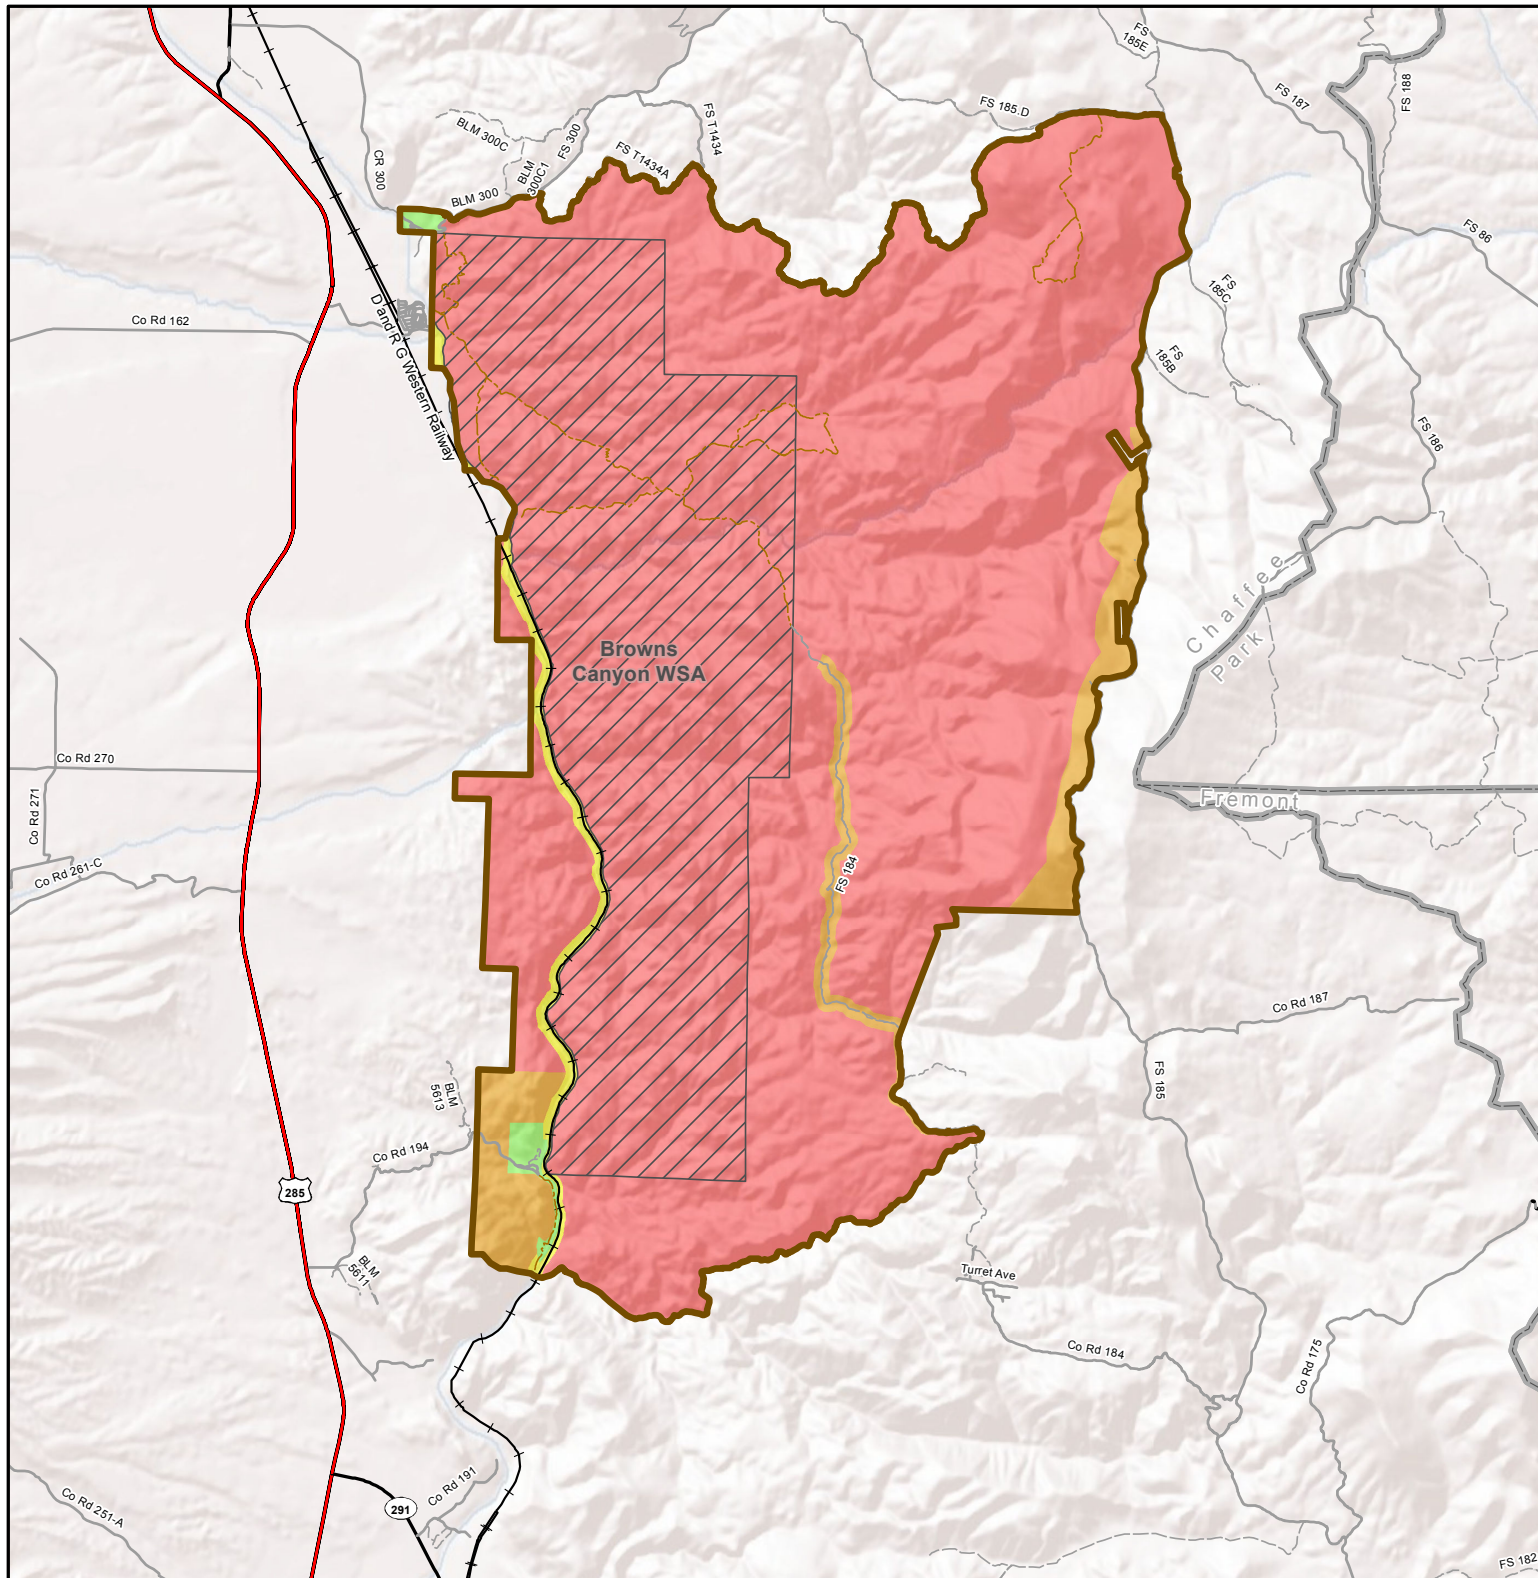 FS
185E
FS 187
FS 188
FS 185.D
FS T1434
BLM 300C
FS 300
BLM
300C1
FS T1434A
CR 300
BLM 300
FS 86
FS
185C
Co Rd 162
D and R G Western Railway
FS
185B
FS 186
Chaffee
Park
Browns
Canyon WSA
Co Rd 270
Co Rd 271
Fremont
Co Rd 261-C
FS 184
Co Rd 187
FS 185
BLM
5613
Co Rd 194
285
BLM
5611
Turret Ave
Co Rd 184
Co Rd 175
Co Rd 191
291
Co Rd 251-A
FS 182